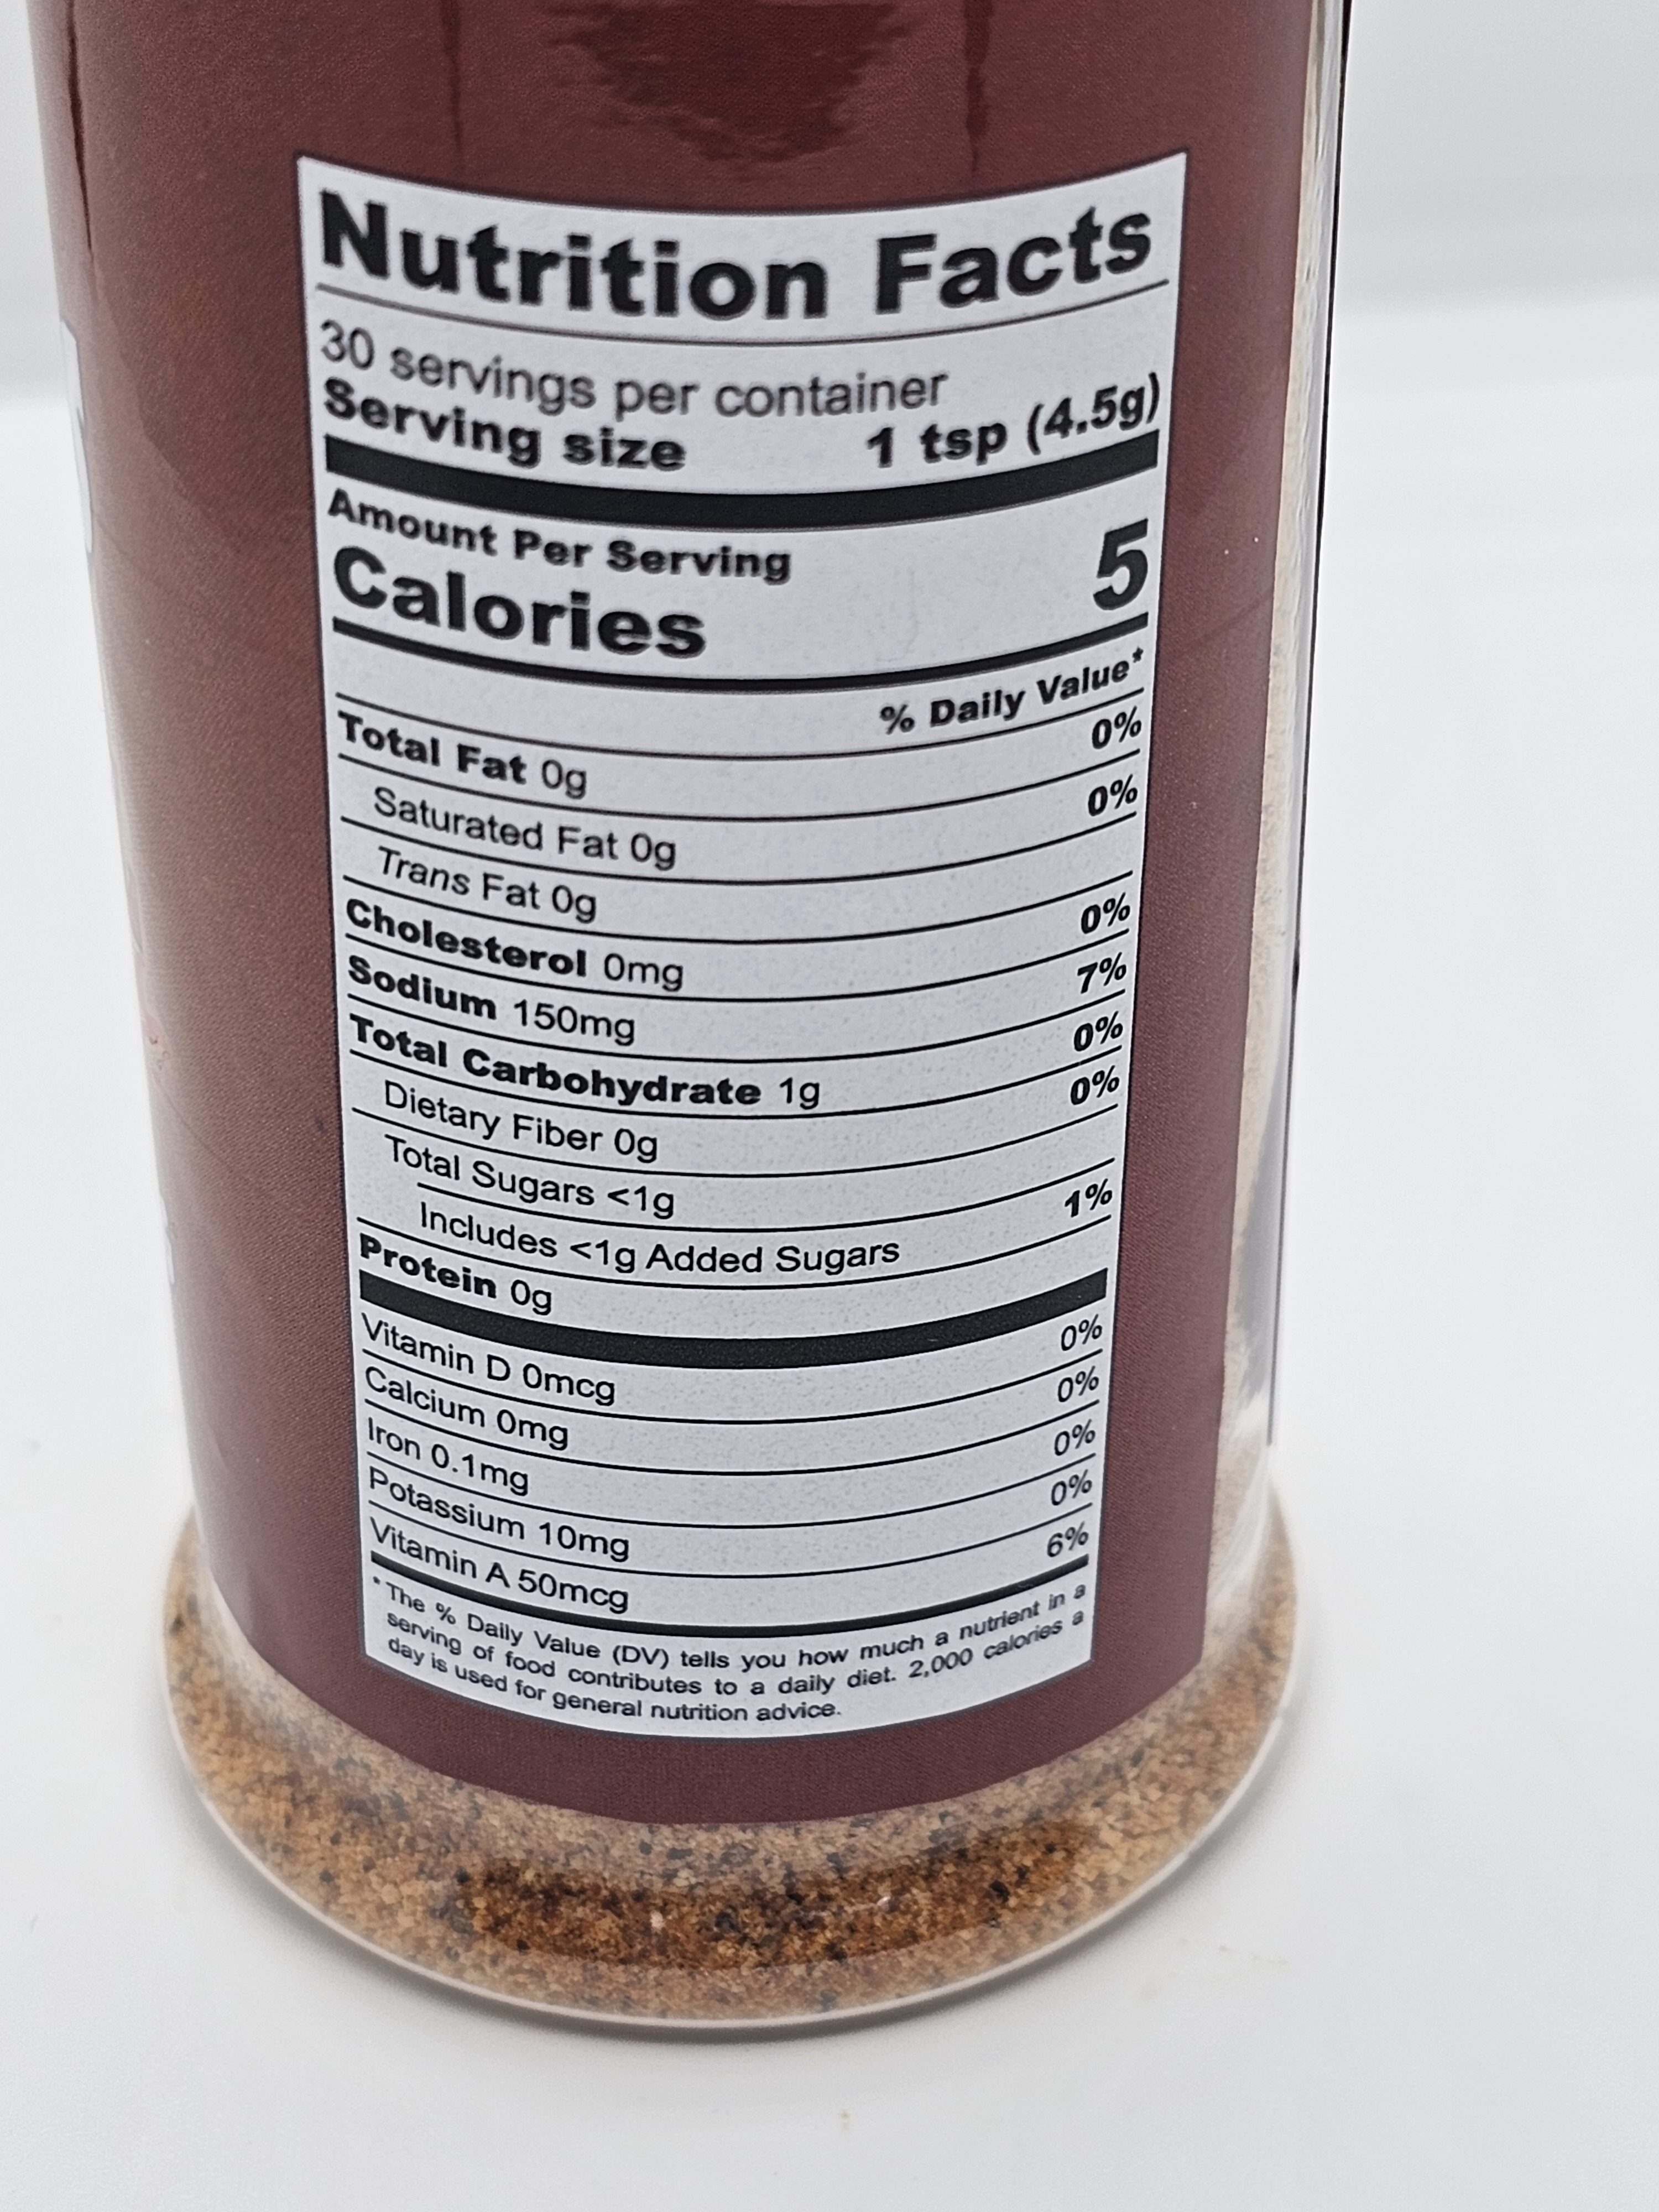 Nutrition Facts
30 servings per container
Serving size 1 tsp (4.5g)
Amount Per Serving
Calories 5
% Daily Value*
Total Fat 0g 0%
Saturated Fat 0g 0%
Trans Fat 0g
Cholesterol 0mg 0%
Sodium 150mg 7%
Total Carbohydrate 1g 0%
Dietary Fiber 0g 0%
Total Sugars <1g
Includes <1g Added Sugars 1%
Protein 0g
Vitamin D 0mcg 0%
Calcium 0mg 0%
Iron 0.1mg 0%
Potassium 10mg 0%
Vitamin A 50mcg 6%
* The % Daily Value (DV) tells you how much a nutrient in a
serving of food contributes to a daily diet. 2,000 calories a
day is used for general nutrition advice.